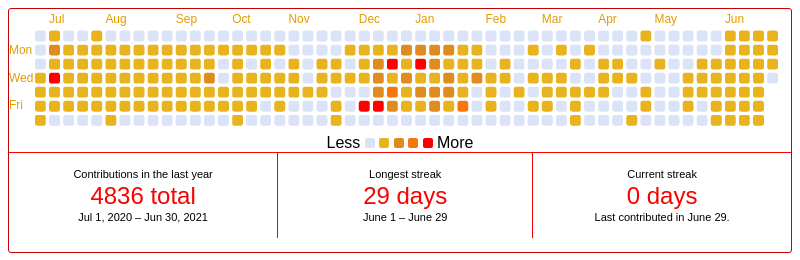 Jul Aug Sep Oct Nov Dec Jan Feb Mar Apr May Jun
Mon
Wed
Fri
Less More
Contributions in the last year
4836 total
Jul 1, 2020 – Jun 30, 2021
Longest streak
29 days
June 1 – June 29
Current streak
0 days
Last contributed in June 29.